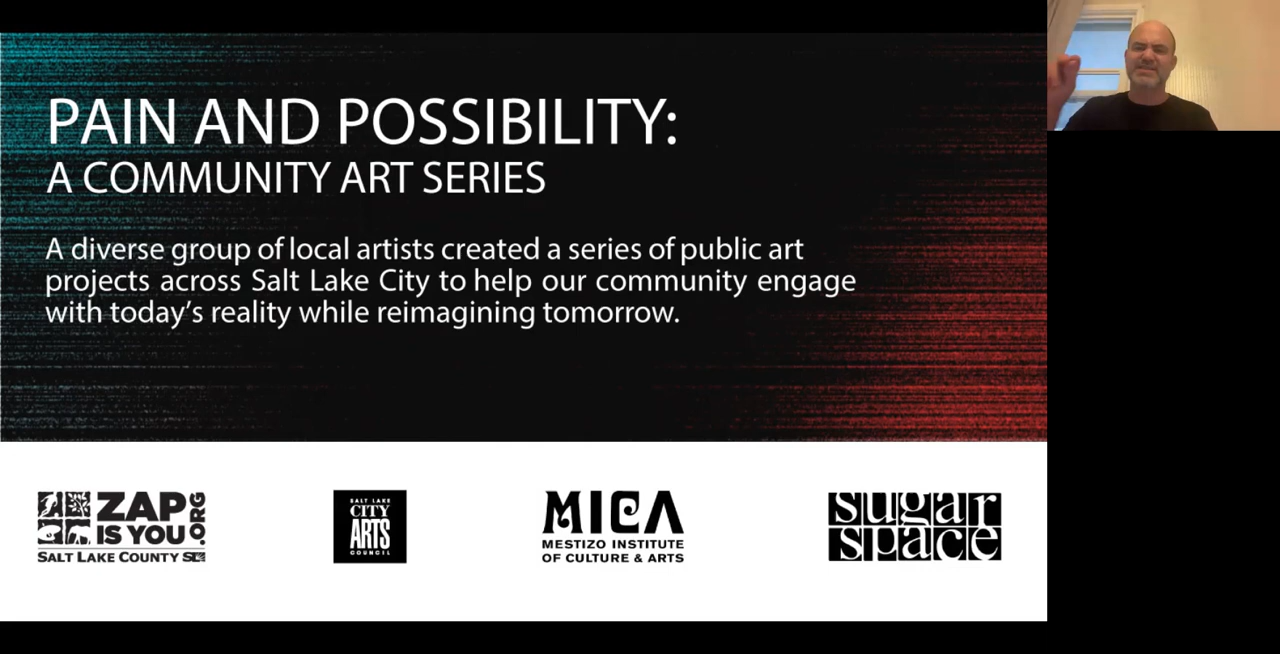 PAIN AND POSSIBILITY:
A COMMUNITY ART SERIES
A diverse group of local artists created a series of public art
projects across Salt Lake City to help our community engage
with today's reality while reimagining tomorrow.
ZAP
IS YOU
.ORG
SALT LAKE COUNTY SL
SALT LAKE
CITY
ARTS
COUNCIL
MICA
MESTIZO INSTITUTE
OF CULTURE & ARTS
sugar
space